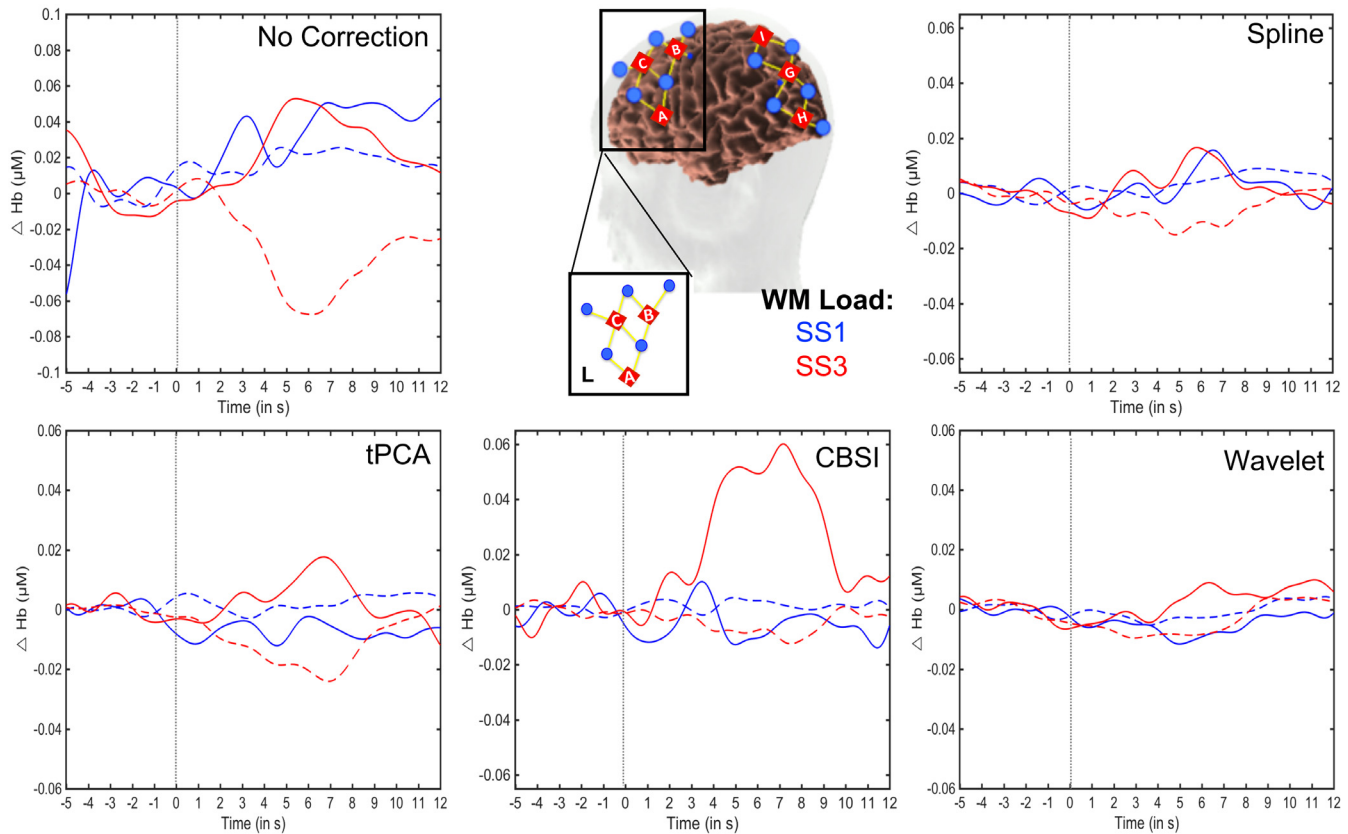 No Correction
△ Hb (μM)
0.1
0.08
0.06
0.04
0.02
0
-0.02
-0.04
-0.06
-0.08
-0.1
-5 -4 -3 -2 -1 0 1 2 3 4 5 6 7 8 9 10 11 12
Time (in s)
I
B
C
G
A
H
C
B
L
A
WM Load:
SS1
SS3
Spline
△ Hb (μM)
0.06
0.04
0.02
0
-0.02
-0.04
-0.06
-5 -4 -3 -2 -1 0 1 2 3 4 5 6 7 8 9 10 11 12
Time (in s)
tPCA
△ Hb (μM)
0.06
0.04
0.02
0
-0.02
-0.04
-0.06
-5 -4 -3 -2 -1 0 1 2 3 4 5 6 7 8 9 10 11 12
Time (in s)
CBSI
△ Hb (μM)
0.06
0.04
0.02
0
-0.02
-0.04
-0.06
-5 -4 -3 -2 -1 0 1 2 3 4 5 6 7 8 9 10 11 12
Time (in s)
Wavelet
△ Hb (μM)
0.06
0.04
0.02
0
-0.02
-0.04
-0.06
-5 -4 -3 -2 -1 0 1 2 3 4 5 6 7 8 9 10 11 12
Time (in s)